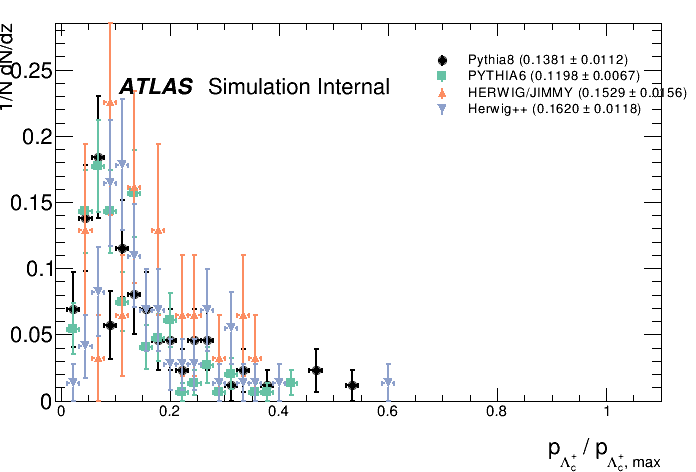 1/N dN/dz
ATLAS Simulation Internal
Pythia8 (0.1381 ± 0.0112)
PYTHIA6 (0.1198 ± 0.0067)
HERWIG/JIMMY (0.1529 ± 0.0156)
Herwig++ (0.1620 ± 0.0118)
0.25
0.2
0.15
0.1
0.05
0
0 0.2 0.4 0.6 0.8 1
p_{Λ_c^+} / p_{Λ_c^+, max}